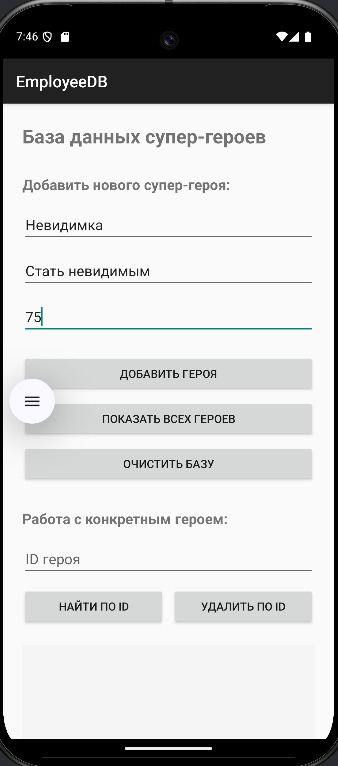 7:46
EmployeeDB
База данных супер-героев
Добавить нового супер-героя:
Невидимка
Стать невидимым
75
ДОБАВИТЬ ГЕРОЯ
ПОКАЗАТЬ ВСЕХ ГЕРОЕВ
ОЧИСТИТЬ БАЗУ
Работа с конкретным героем:
ID героя
НАЙТИ ПО ID УДАЛИТЬ ПО ID